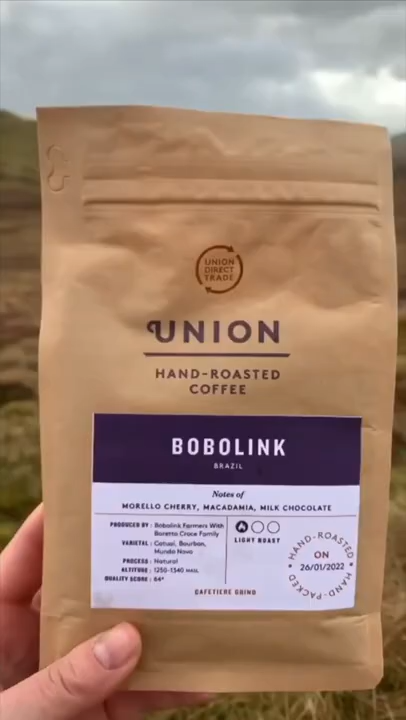 UNION
DIRECT
TRADE
UNION
HAND-ROASTED
COFFEE
BOBOLINK
BRAZIL
Notes of
MORELLO CHERRY, MACADAMIA, MILK CHOCOLATE
PRODUCED BY : Bobolink Farmers With
Barretto Croce Family
VARIETAL : Catuai, Bourbon,
Mundo Novo
PROCESS : Natural
ALTITUDE : 1250-1340 MASL
QUALITY SCORE : 84+
LIGHT ROAST
HAND-ROASTED
ON
26/01/2022
HAND-PACKED
CAFETIERE GRIND